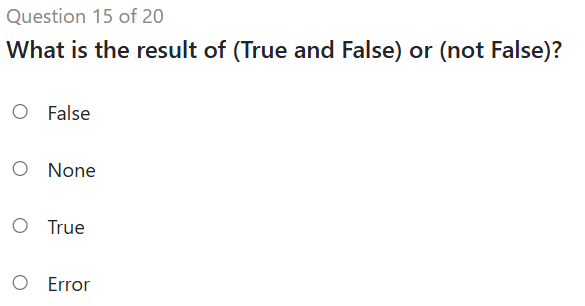 Question 15 of 20
What is the result of (True and False) or (not False)?
False
None
True
Error